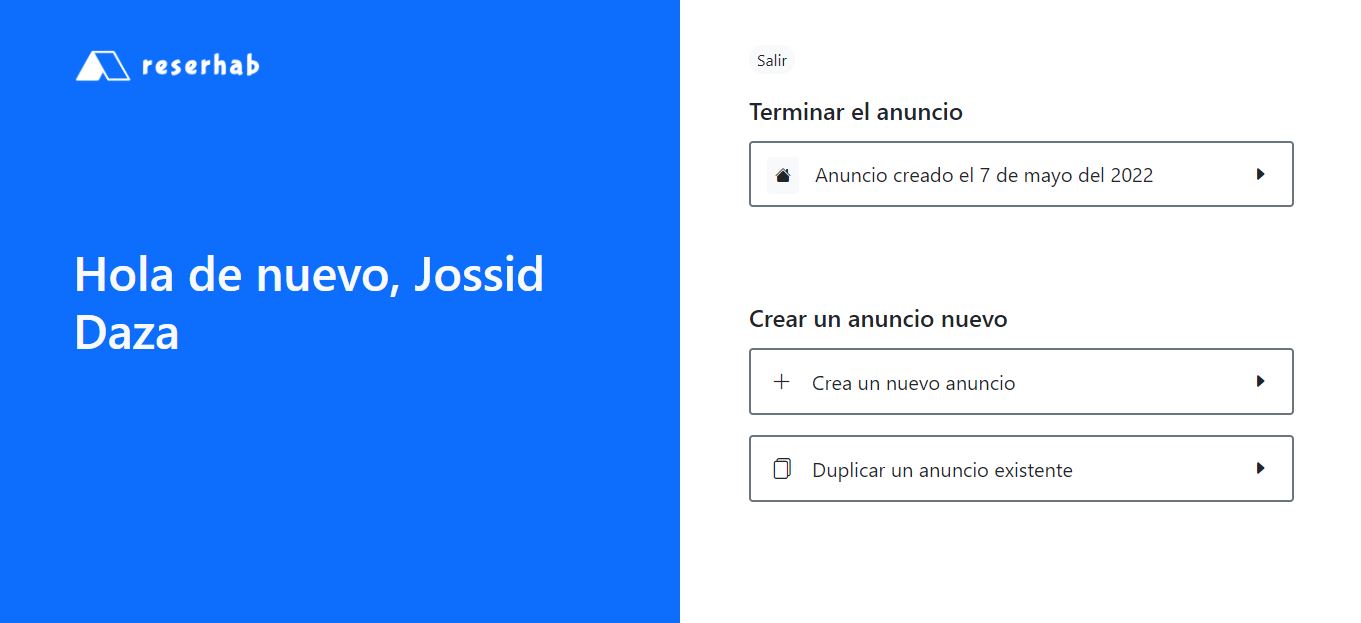 reserhab
Hola de nuevo, Jossid
Daza
Salir
Terminar el anuncio
Anuncio creado el 7 de mayo del 2022
Crear un anuncio nuevo
Crea un nuevo anuncio
Duplicar un anuncio existente